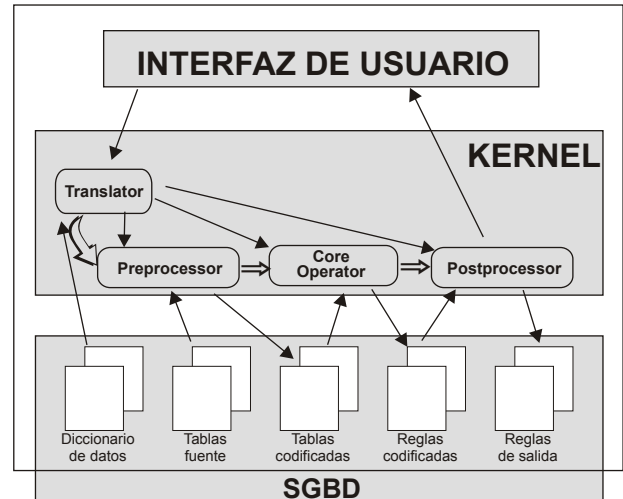 INTERFAZ DE USUARIO
KERNEL
Translator
Preprocessor
Core
Operator
Postprocessor
Diccionario
de datos
Tablas
fuente
Tablas
codificadas
Reglas
codificadas
Reglas
de salida
SGBD